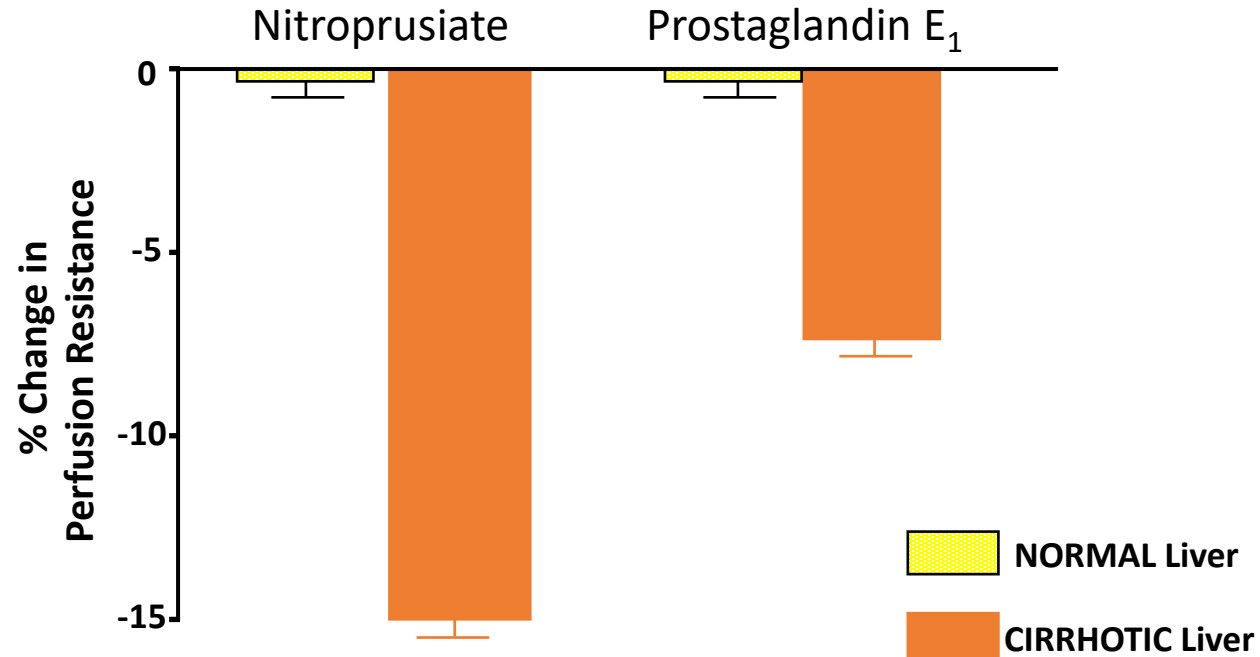 Nitroprusiate
Prostaglandin E₁
0
-5
-10
-15
% Change in
Perfusion Resistance
NORMAL Liver
CIRRHOTIC Liver